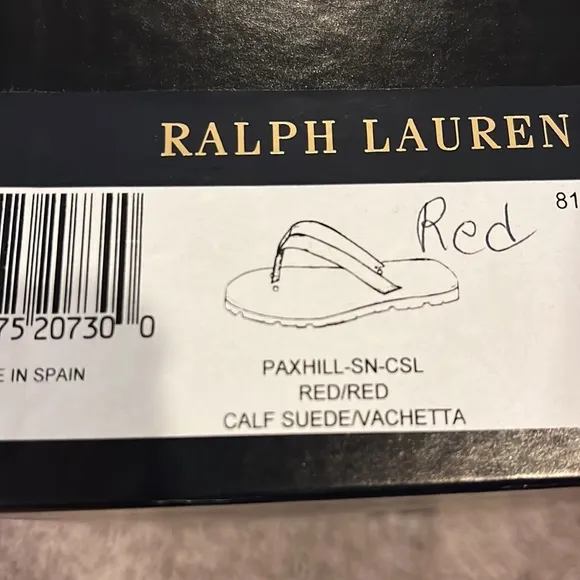 RALPH LAUREN
Red
81
75 20730 0
E IN SPAIN
PAXHILL-SN-CSL
RED/RED
CALF SUEDE/VACHETTA